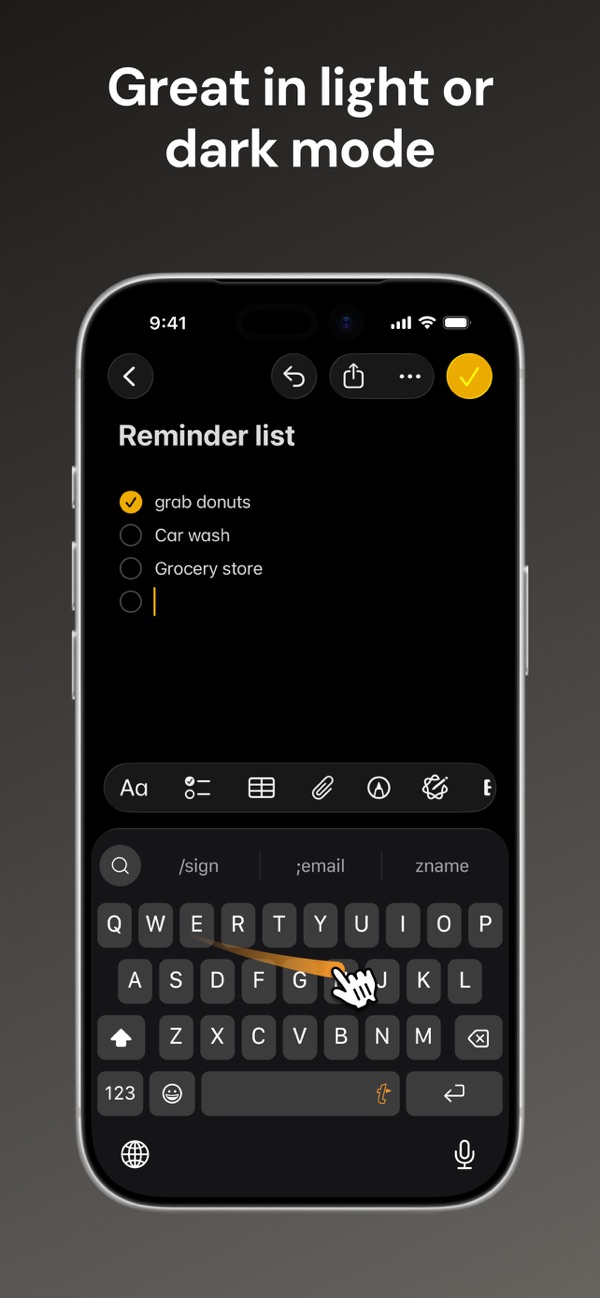 Great in light or
dark mode
9:41
Reminder list
grab donuts
Car wash
Grocery store
Aa
/sign ;email zname
Q W E R T Y U I O P
A S D F G J K L
Z X C V B N M
123